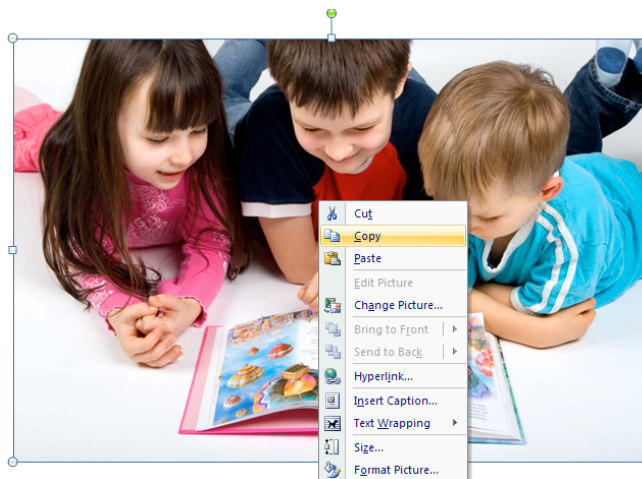 Cut
Copy
Paste
Edit Picture
Change Picture...
Bring to Front
Send to Back
Hyperlink...
Insert Caption...
Text Wrapping
Size...
Format Picture...